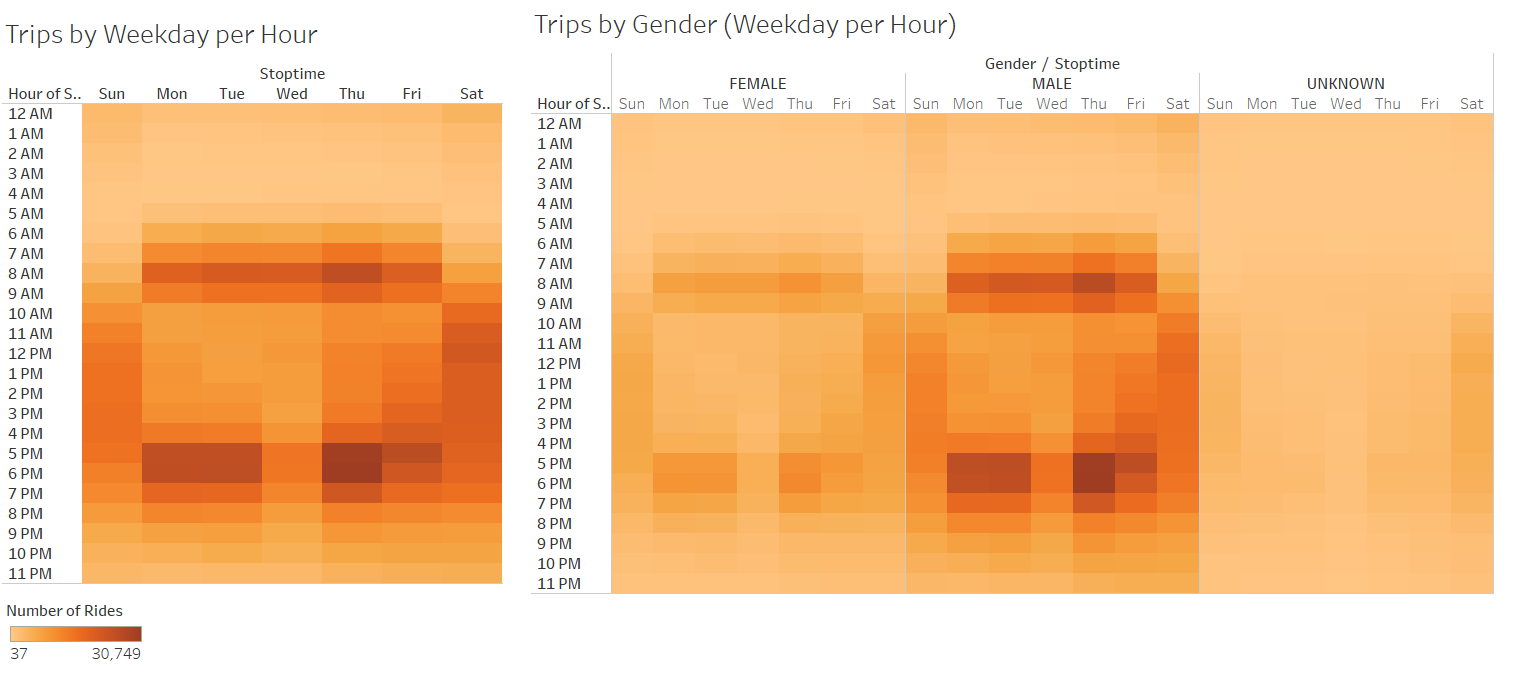 Trips by Weekday per Hour
Stoptime
Hour of S.. Sun Mon Tue Wed Thu Fri Sat
12 AM
1 AM
2 AM
3 AM
4 AM
5 AM
6 AM
7 AM
8 AM
9 AM
10 AM
11 AM
12 PM
1 PM
2 PM
3 PM
4 PM
5 PM
6 PM
7 PM
8 PM
9 PM
10 PM
11 PM
Number of Rides
37 30,749
Trips by Gender (Weekday per Hour)
Gender / Stoptime
FEMALE MALE UNKNOWN
Hour of S.. Sun Mon Tue Wed Thu Fri Sat Sun Mon Tue Wed Thu Fri Sat Sun Mon Tue Wed Thu Fri Sat
12 AM
1 AM
2 AM
3 AM
4 AM
5 AM
6 AM
7 AM
8 AM
9 AM
10 AM
11 AM
12 PM
1 PM
2 PM
3 PM
4 PM
5 PM
6 PM
7 PM
8 PM
9 PM
10 PM
11 PM